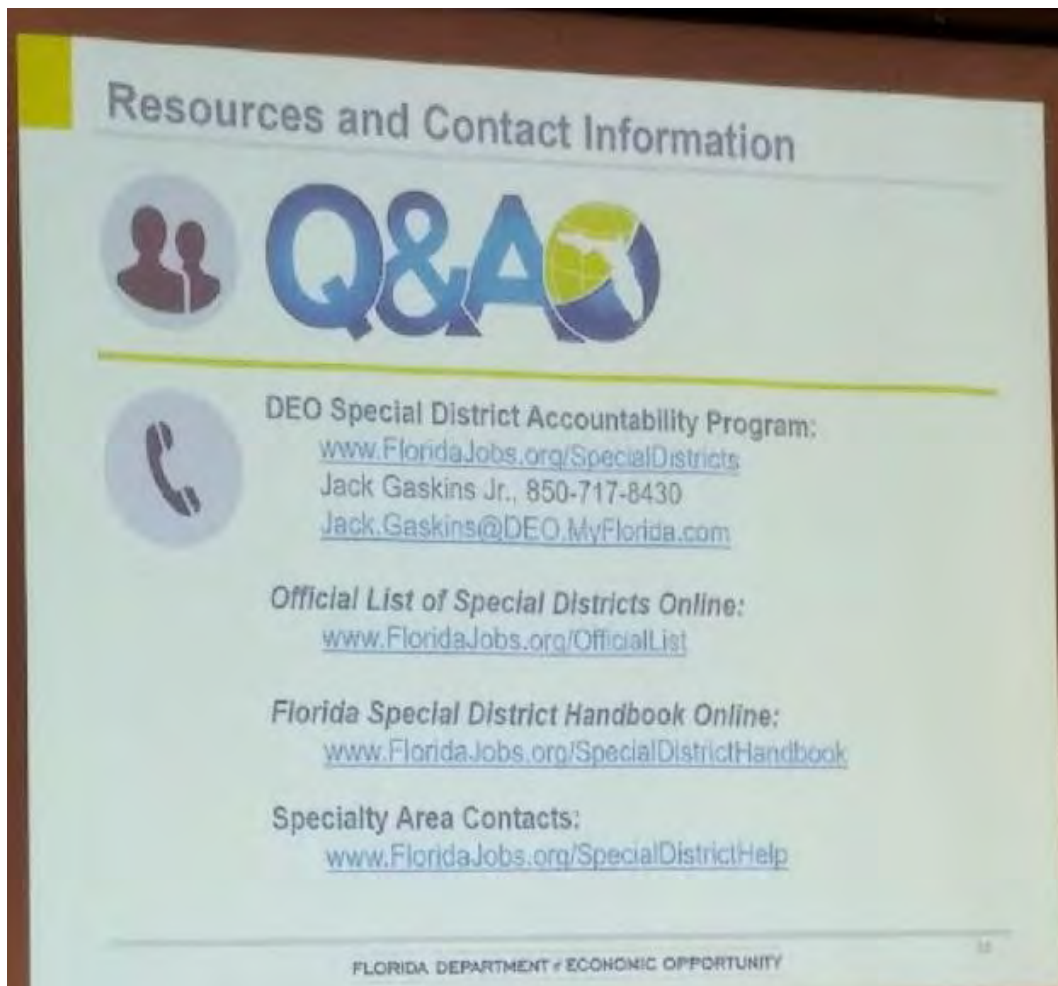 Resources and Contact Information
Q&A
DEO Special District Accountability Program:
www.FloridaJobs.org/SpecialDistricts
Jack Gaskins Jr., 850-717-8430
Jack.Gaskins@DEO.MyFlorida.com
Official List of Special Districts Online:
www.FloridaJobs.org/OfficialList
Florida Special District Handbook Online:
www.FloridaJobs.org/SpecialDistrictHandbook
Specialty Area Contacts:
www.FloridaJobs.org/SpecialDistrictHelp
FLORIDA DEPARTMENT of ECONOMIC OPPORTUNITY